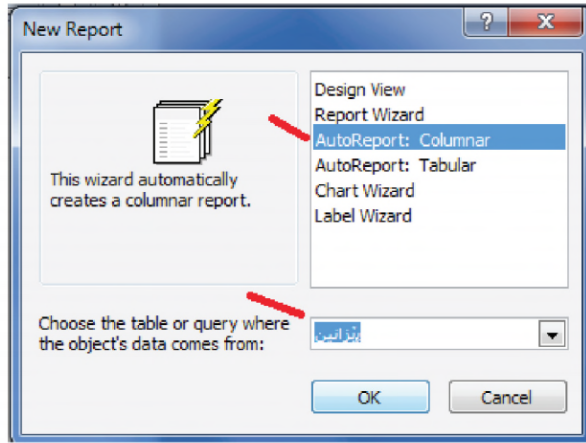 New Report
Design View
Report Wizard
AutoReport: Columnar
AutoReport: Tabular
Chart Wizard
Label Wizard
This wizard automatically
creates a columnar report.
Choose the table or query where
the object's data comes from:
بێزانین
OK
Cancel